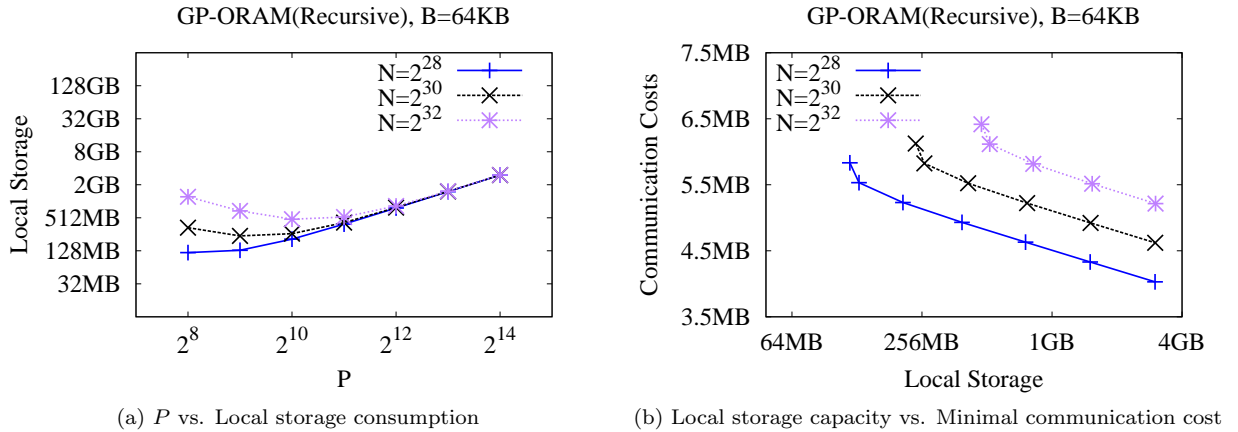 GP-ORAM(Recursive), B=64KB
Local Storage
128GB
32GB
8GB
2GB
512MB
128MB
32MB
N=2^28
N=2^30
N=2^32
2^8
2^10
2^12
2^14
P
(a) P vs. Local storage consumption
GP-ORAM(Recursive), B=64KB
Communication Costs
7.5MB
6.5MB
5.5MB
4.5MB
3.5MB
N=2^28
N=2^30
N=2^32
64MB
256MB
1GB
4GB
Local Storage
(b) Local storage capacity vs. Minimal communication cost